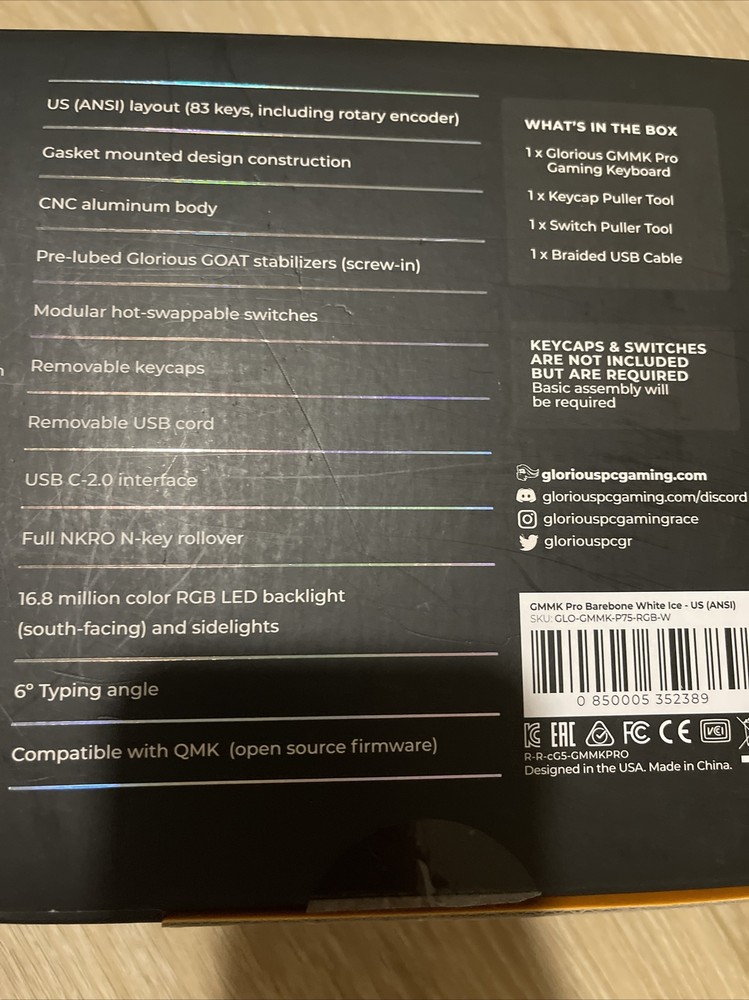 US (ANSI) layout (83 keys, including rotary encoder)
Gasket mounted design construction
CNC aluminum body
Pre-lubed Glorious GOAT stabilizers (screw-in)
Modular hot-swappable switches
Removable keycaps
Removable USB cord
USB C-2.0 interface
Full NKRO N-key rollover
16.8 million color RGB LED backlight
(south-facing) and sidelights
6° Typing angle
Compatible with QMK (open source firmware)
WHAT'S IN THE BOX
1 x Glorious GMMK Pro
Gaming Keyboard
1 x Keycap Puller Tool
1 x Switch Puller Tool
1 x Braided USB Cable
KEYCAPS & SWITCHES
ARE NOT INCLUDED
BUT ARE REQUIRED
Basic assembly will
be required
gloriouspcgaming.com
gloriouspcgaming.com/discord
gloriouspcgamingrace
gloriouspcgr
GMMK Pro Barebone White Ice - US (ANSI)
SKU: GLO-GMMK-P75-RGB-W
0 850005 352389
EAC FC CE VCI
R-R-cG5-GMMKPRO
Designed in the USA. Made in China.